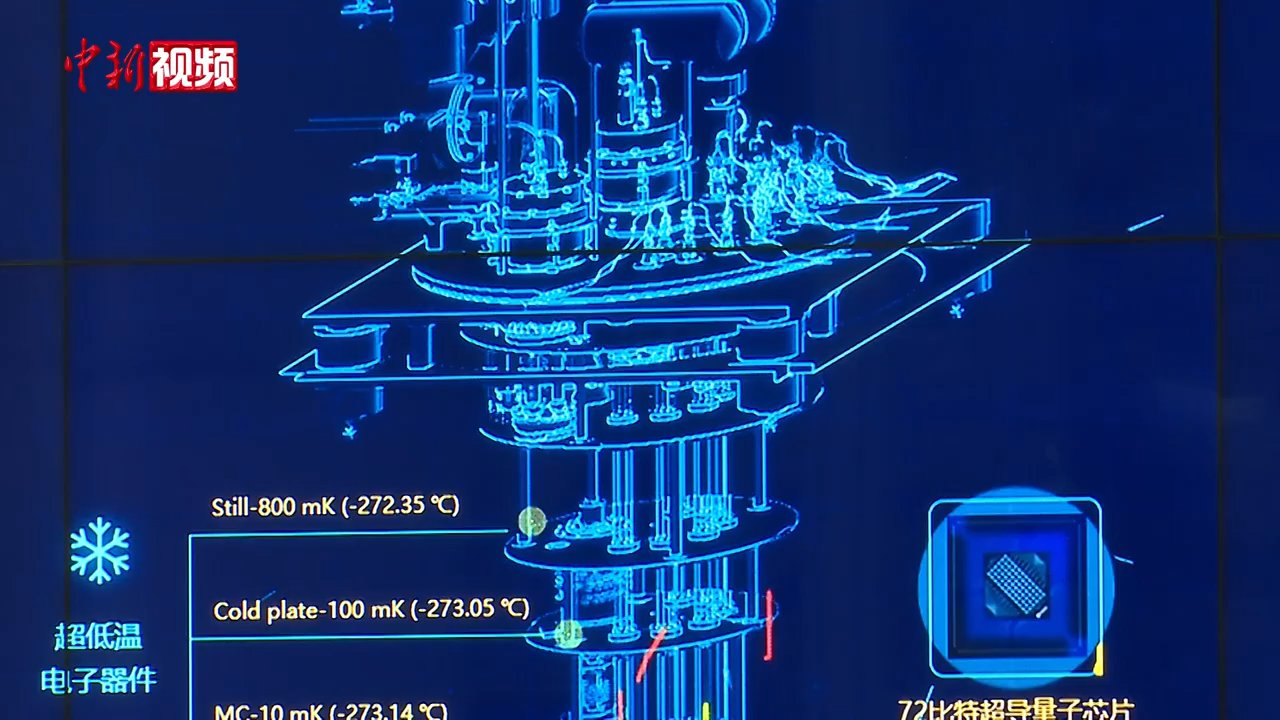 中新视频
Still-800 mK (-272.35 ℃)
Cold plate-100 mK (-273.05 ℃)
超低温
电子器件
MC-10 mK (-273.14 ℃)
72比特超导量子芯片